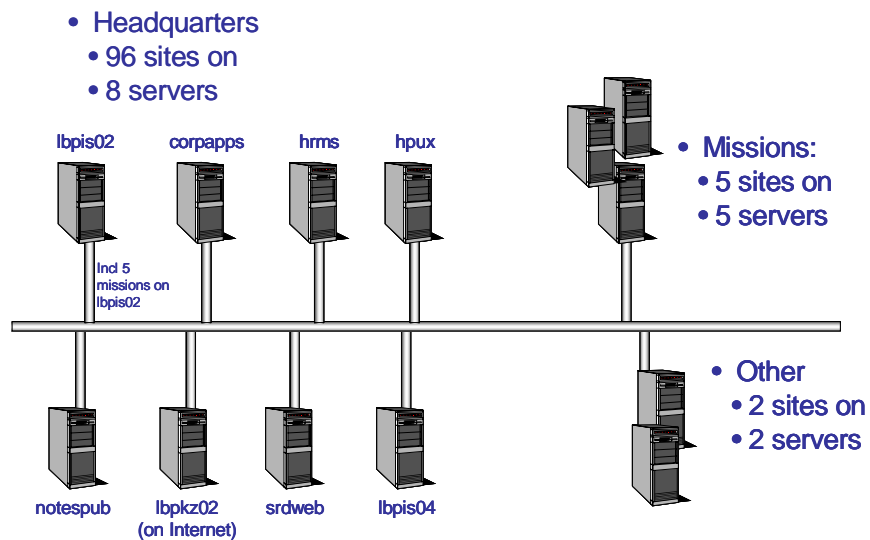 • Headquarters
• 96 sites on
• 8 servers
lbpis02
corpapps
hrms
hpux
• Missions:
• 5 sites on
• 5 servers
Incl 5
missions on
lbpis02
• Other
• 2 sites on
• 2 servers
notespub
lbpkz02
(on Internet)
srdweb
lbpis04